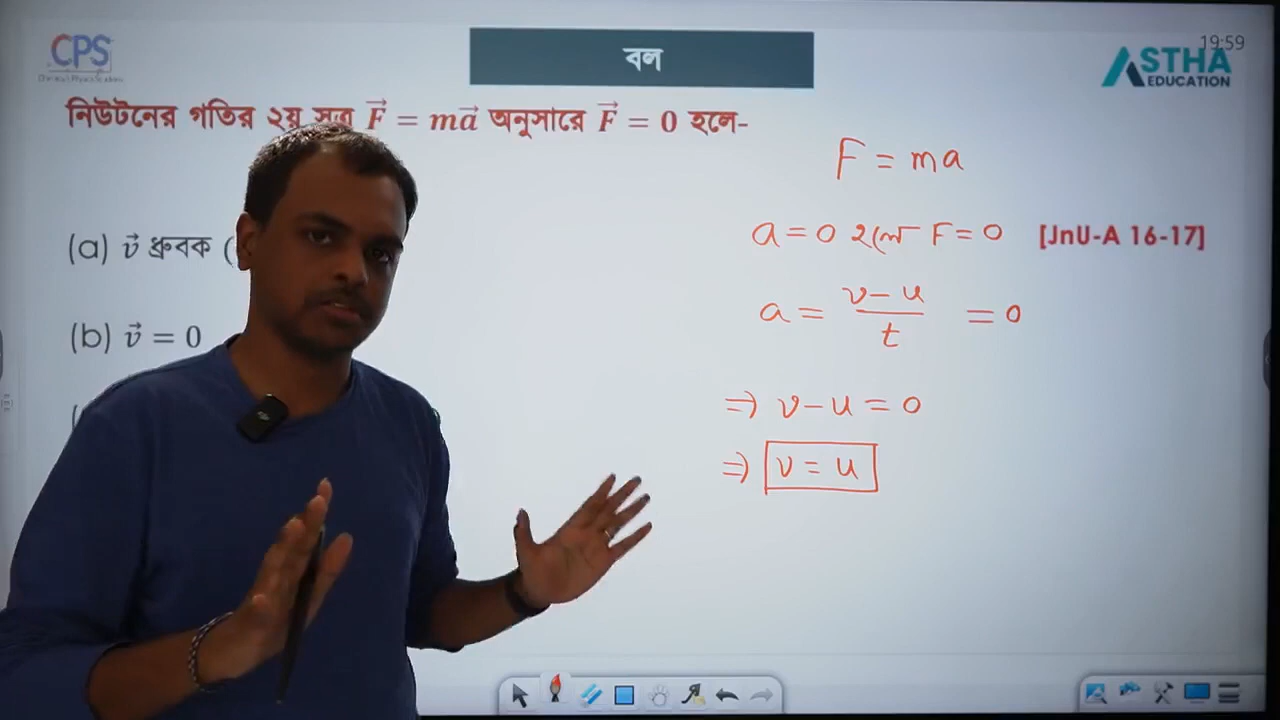 CPS
বল
19:59
ASTHA
EDUCATION
নিউটনের গতির ২য় সূত্র F⃗ = ma⃗ অনুসারে F⃗ = 0 হলে-
F = ma
(a) v⃗ ধ্রুবক (
a = 0 হলে F = 0 [JnU-A 16-17]
a = v - u / t = 0
(b) v⃗ = 0
⇒ v - u = 0
⇒ v = u